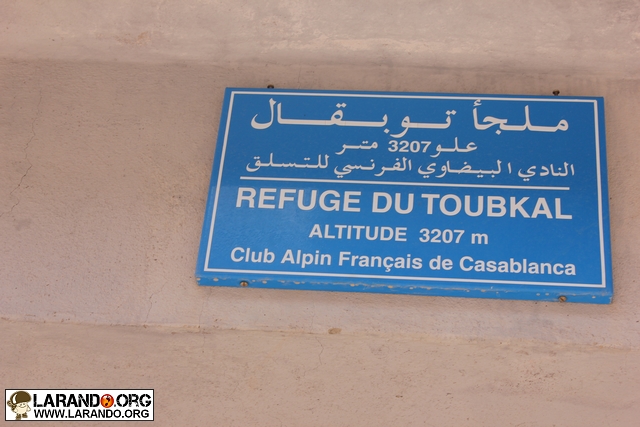 ملجأ توبقال
علو 3207 متر
النادي البيضاوي الفرنسي للتسلق
REFUGE DU TOUBKAL
ALTITUDE 3207 m
Club Alpin Français de Casablanca
LARANDO.ORG
WWW.LARANDO.ORG